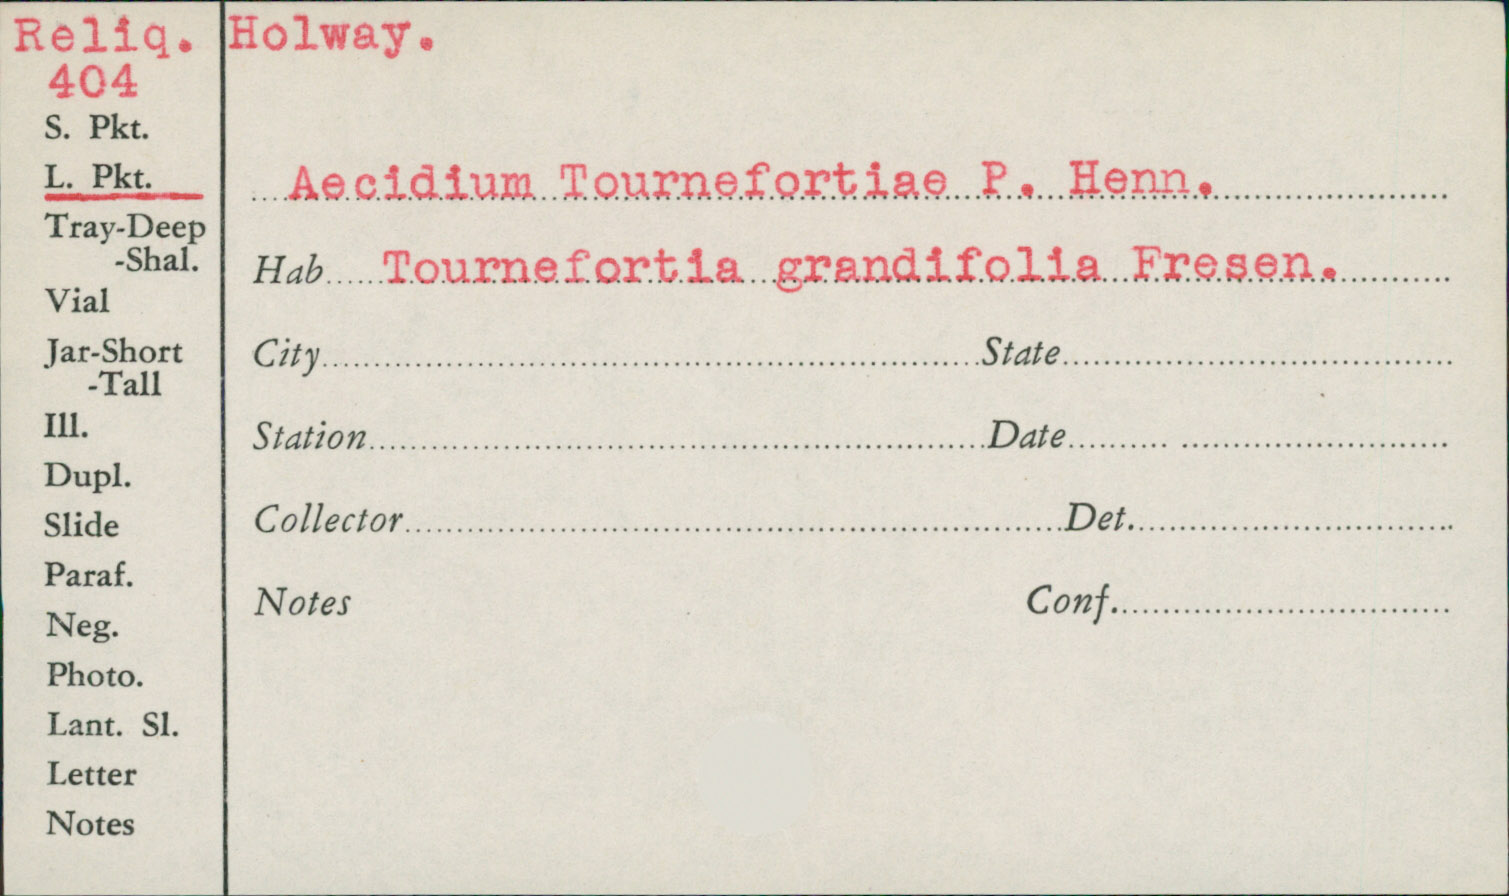 Reliq. Holway.
404
S. Pkt.
L. Pkt.
Aecidium Tournefortiae P. Henn.
Tray-Deep
-Shal.
Hab Tournefortia grandifolia Fresen.
Vial
Jar-Short
-Tall
City State
Ill.
Station Date
Dupl.
Slide
Collector Det.
Paraf.
Neg.
Notes Conf.
Photo.
Lant. Sl.
Letter
Notes